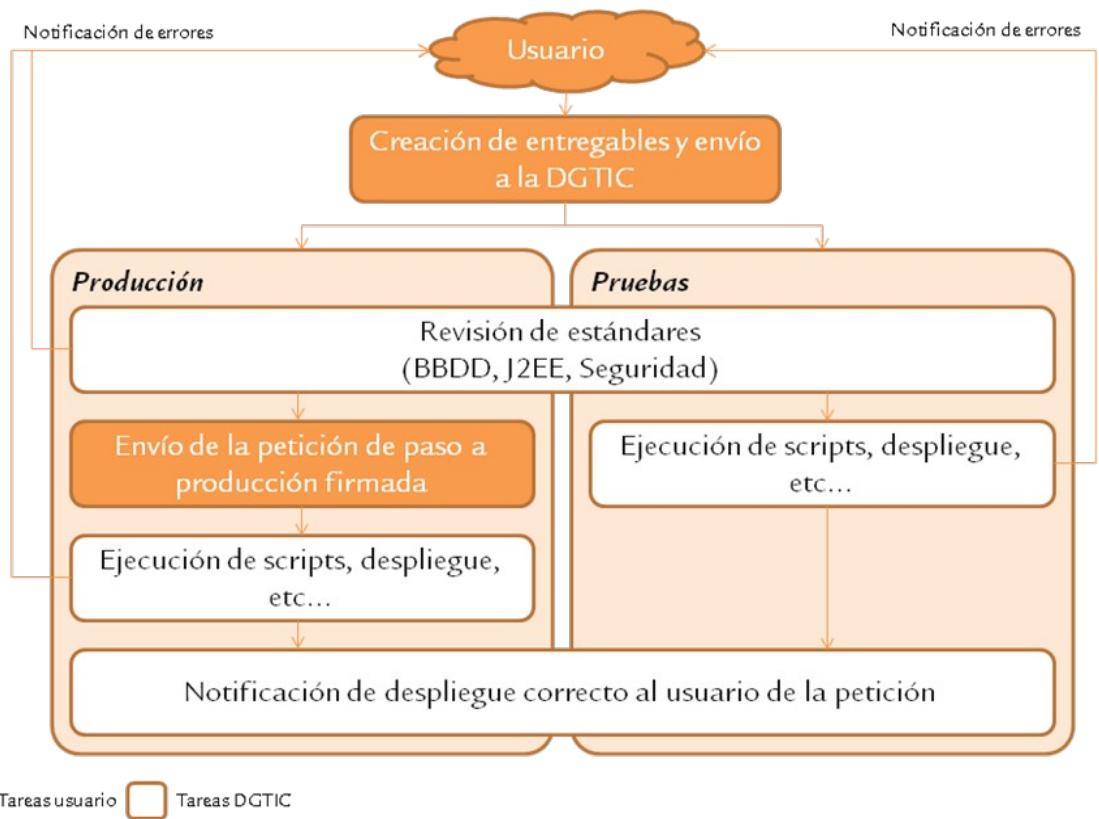 Notificación de errores
Notificación de errores
Usuario
Creación de entregables y envío
a la DGTIC
Producción
Pruebas
Revisión de estándares
(BBDD, J2EE, Seguridad)
Envío de la petición de paso a
producción firmada
Ejecución de scripts, despliegue,
etc...
Ejecución de scripts, despliegue,
etc...
Notificación de despliegue correcto al usuario de la petición
Tareas usuario
Tareas DGTIC